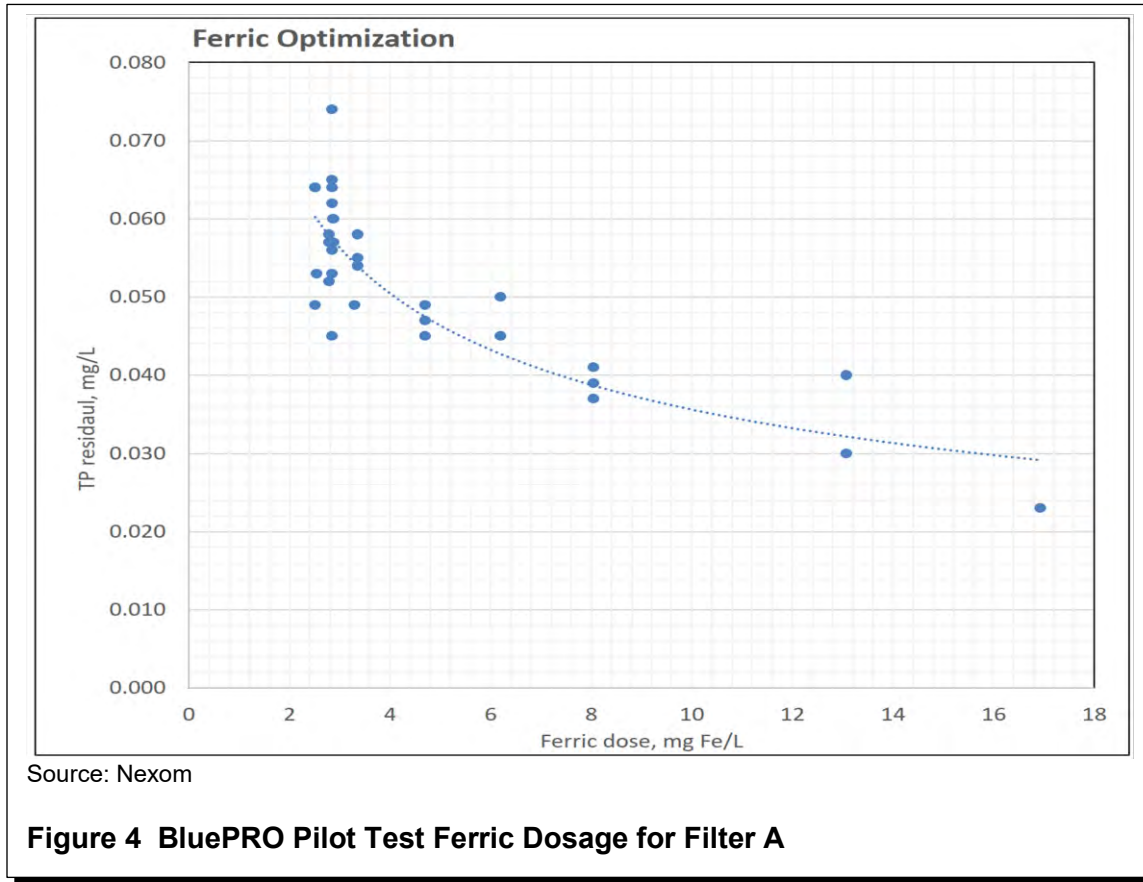 Ferric Optimization
0.080
0.070
0.060
0.050
0.040
0.030
0.020
0.010
0.000
TP residaul, mg/L
0 2 4 6 8 10 12 14 16 18
Ferric dose, mg Fe/L
Source: Nexom
Figure 4 BluePRO Pilot Test Ferric Dosage for Filter A